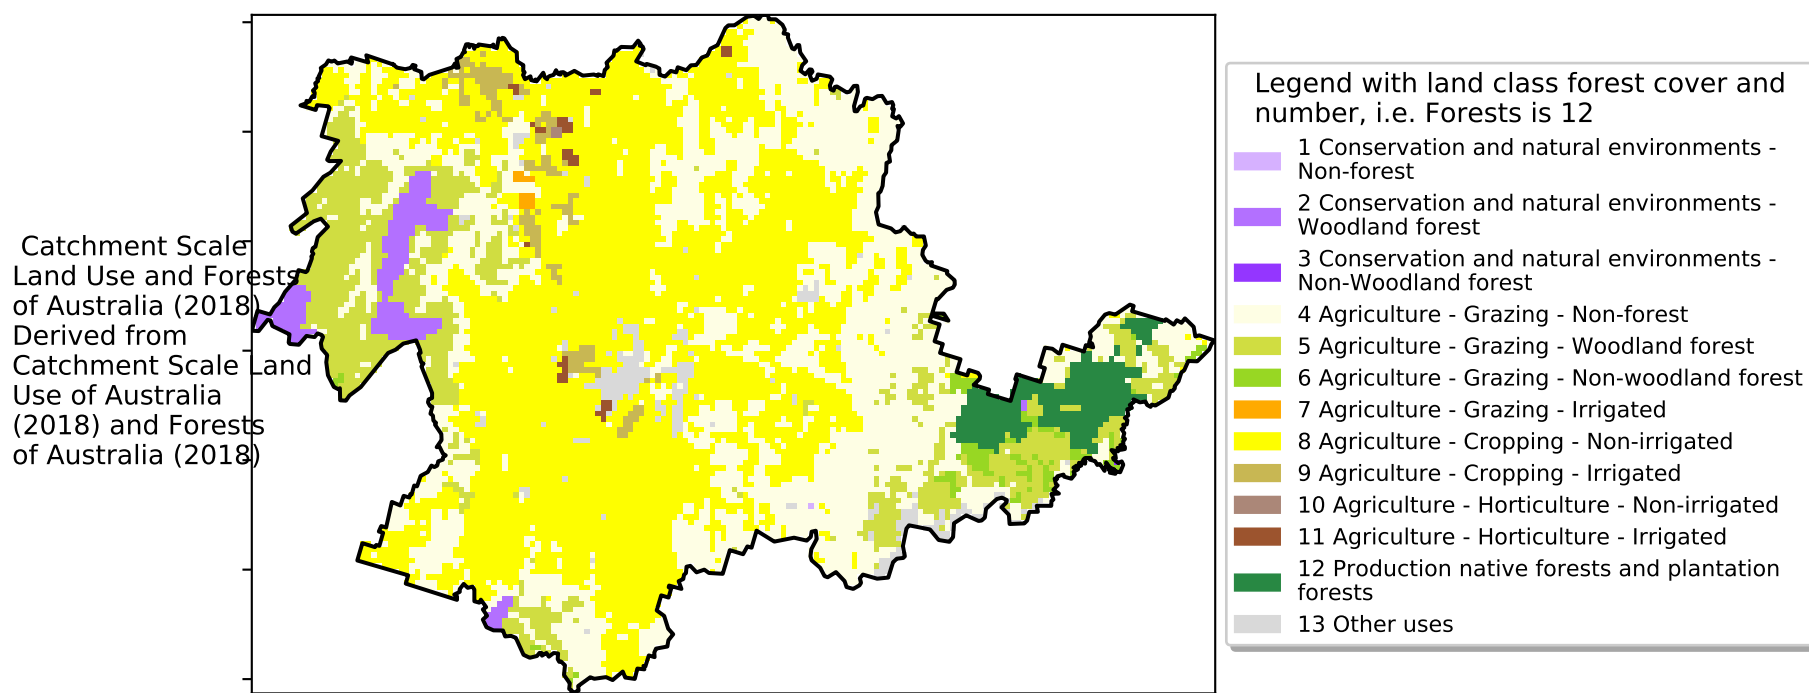 Catchment Scale
Land Use and Forests
of Australia (2018)
Derived from
Catchment Scale Land
Use of Australia
(2018) and Forests
of Australia (2018)
Legend with land class forest cover and
number, i.e. Forests is 12
1 Conservation and natural environments -
Non-forest
2 Conservation and natural environments -
Woodland forest
3 Conservation and natural environments -
Non-Woodland forest
4 Agriculture - Grazing - Non-forest
5 Agriculture - Grazing - Woodland forest
6 Agriculture - Grazing - Non-woodland forest
7 Agriculture - Grazing - Irrigated
8 Agriculture - Cropping - Non-irrigated
9 Agriculture - Cropping - Irrigated
10 Agriculture - Horticulture - Non-irrigated
11 Agriculture - Horticulture - Irrigated
12 Production native forests and plantation
forests
13 Other uses